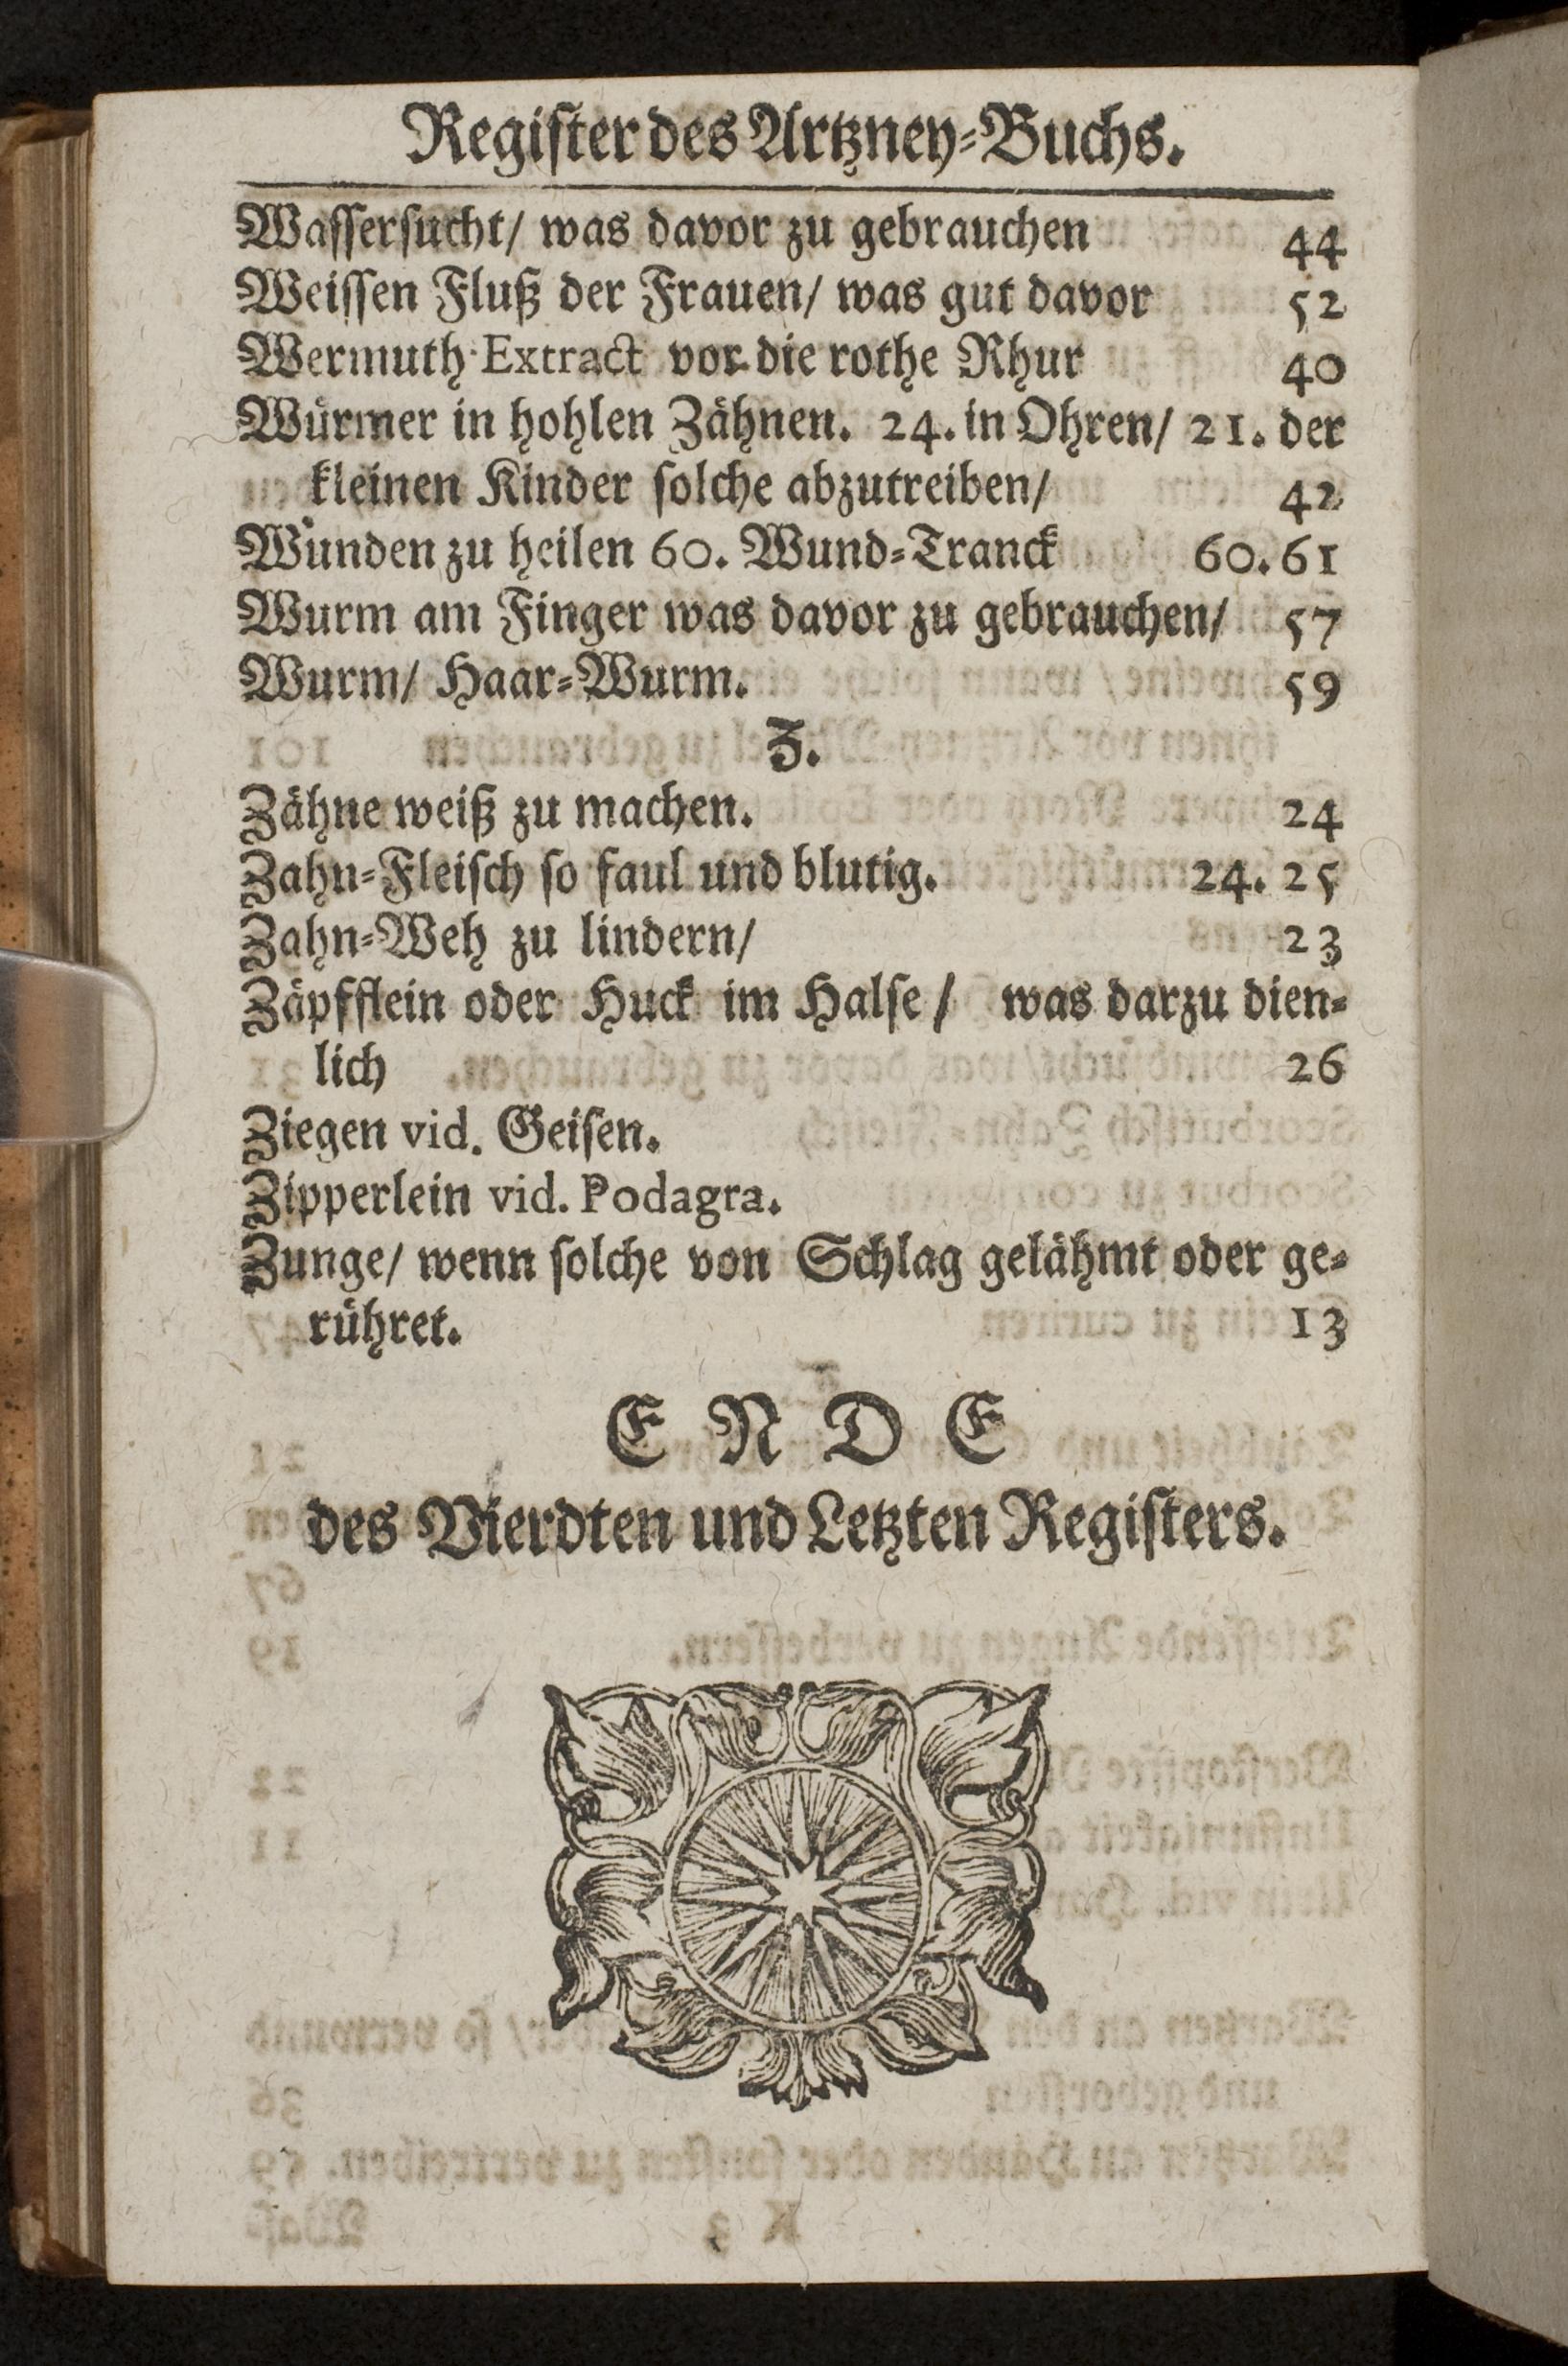 Register des Artzney-Buchs.
Wassersucht/ was davor zu gebrauchen 44
Weissen Fluß der Frauen/ was gut davor 52
Wermuth-Extract vor die rothe Rhur 40
Würmer in hohlen Zähnen. 24. in Ohren/ 21. der
kleinen Kinder solche abzutreiben/ 42
Wunden zu heilen 60. Wund-Tranck 60. 61
Wurm am Finger was davor zu gebrauchen/ 57
Wurm/ Haar-Wurm. 59
Z.
Zähne weiß zu machen. 24
Zahn-Fleisch so faul und blutig. 24. 25
Zahn-Weh zu lindern/ 23
Zäpfflein oder Huck im Halse / was darzu dien-
lich 26
Ziegen vid. Geisen.
Zipperlein vid. Podagra.
Zunge/ wenn solche von Schlag gelähmt oder ge-
rühret. 13
E N D E
des Vierdten und Letzten Registers.